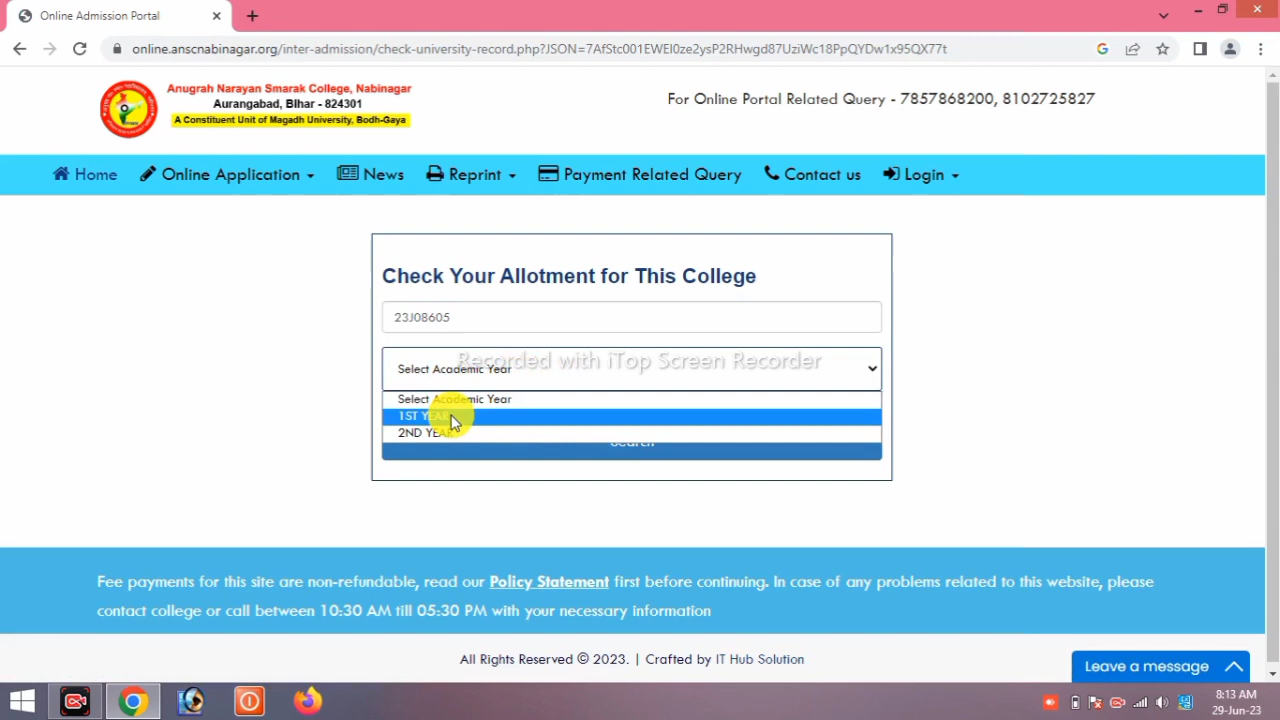 Online Admission Portal
online.anscnabinagar.org/inter-admission/check-university-record.php?JSON=7AfStc001EWEI0ze2ysP2RHwgd87UziWc18PpQYDw1x95QX77t
Anugrah Narayan Smarak College, Nabinagar
Aurangabad, BIhar - 824301
A Constituent Unit of Magadh University, Bodh-Gaya
For Online Portal Related Query - 7857868200, 8102725827
Home Online Application News Reprint Payment Related Query Contact us Login
Check Your Allotment for This College
23J08605
Recorded with iTop Screen Recorder
Select Academic Year
Select Academic Year
1ST YEAR
2ND YEAR
Search
Fee payments for this site are non-refundable, read our Policy Statement first before continuing. In case of any problems related to this website, please
contact college or call between 10:30 AM till 05:30 PM with your necessary information
All Rights Reserved © 2023. | Crafted by IT Hub Solution
Leave a message
8:13 AM
29-Jun-23